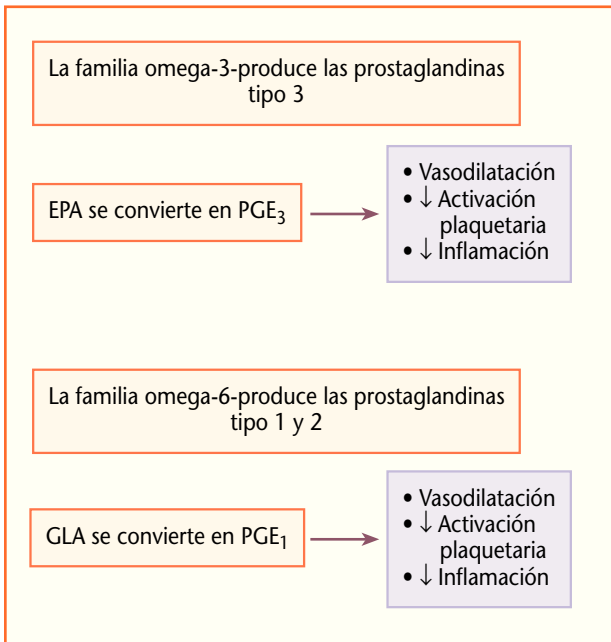 La familia omega-3-produce las prostaglandinas
tipo 3
EPA se convierte en PGE₃
• Vasodilatación
• ↓ Activación
plaquetaria
• ↓ Inflamación
La familia omega-6-produce las prostaglandinas
tipo 1 y 2
GLA se convierte en PGE₁
• Vasodilatación
• ↓ Activación
plaquetaria
• ↓ Inflamación